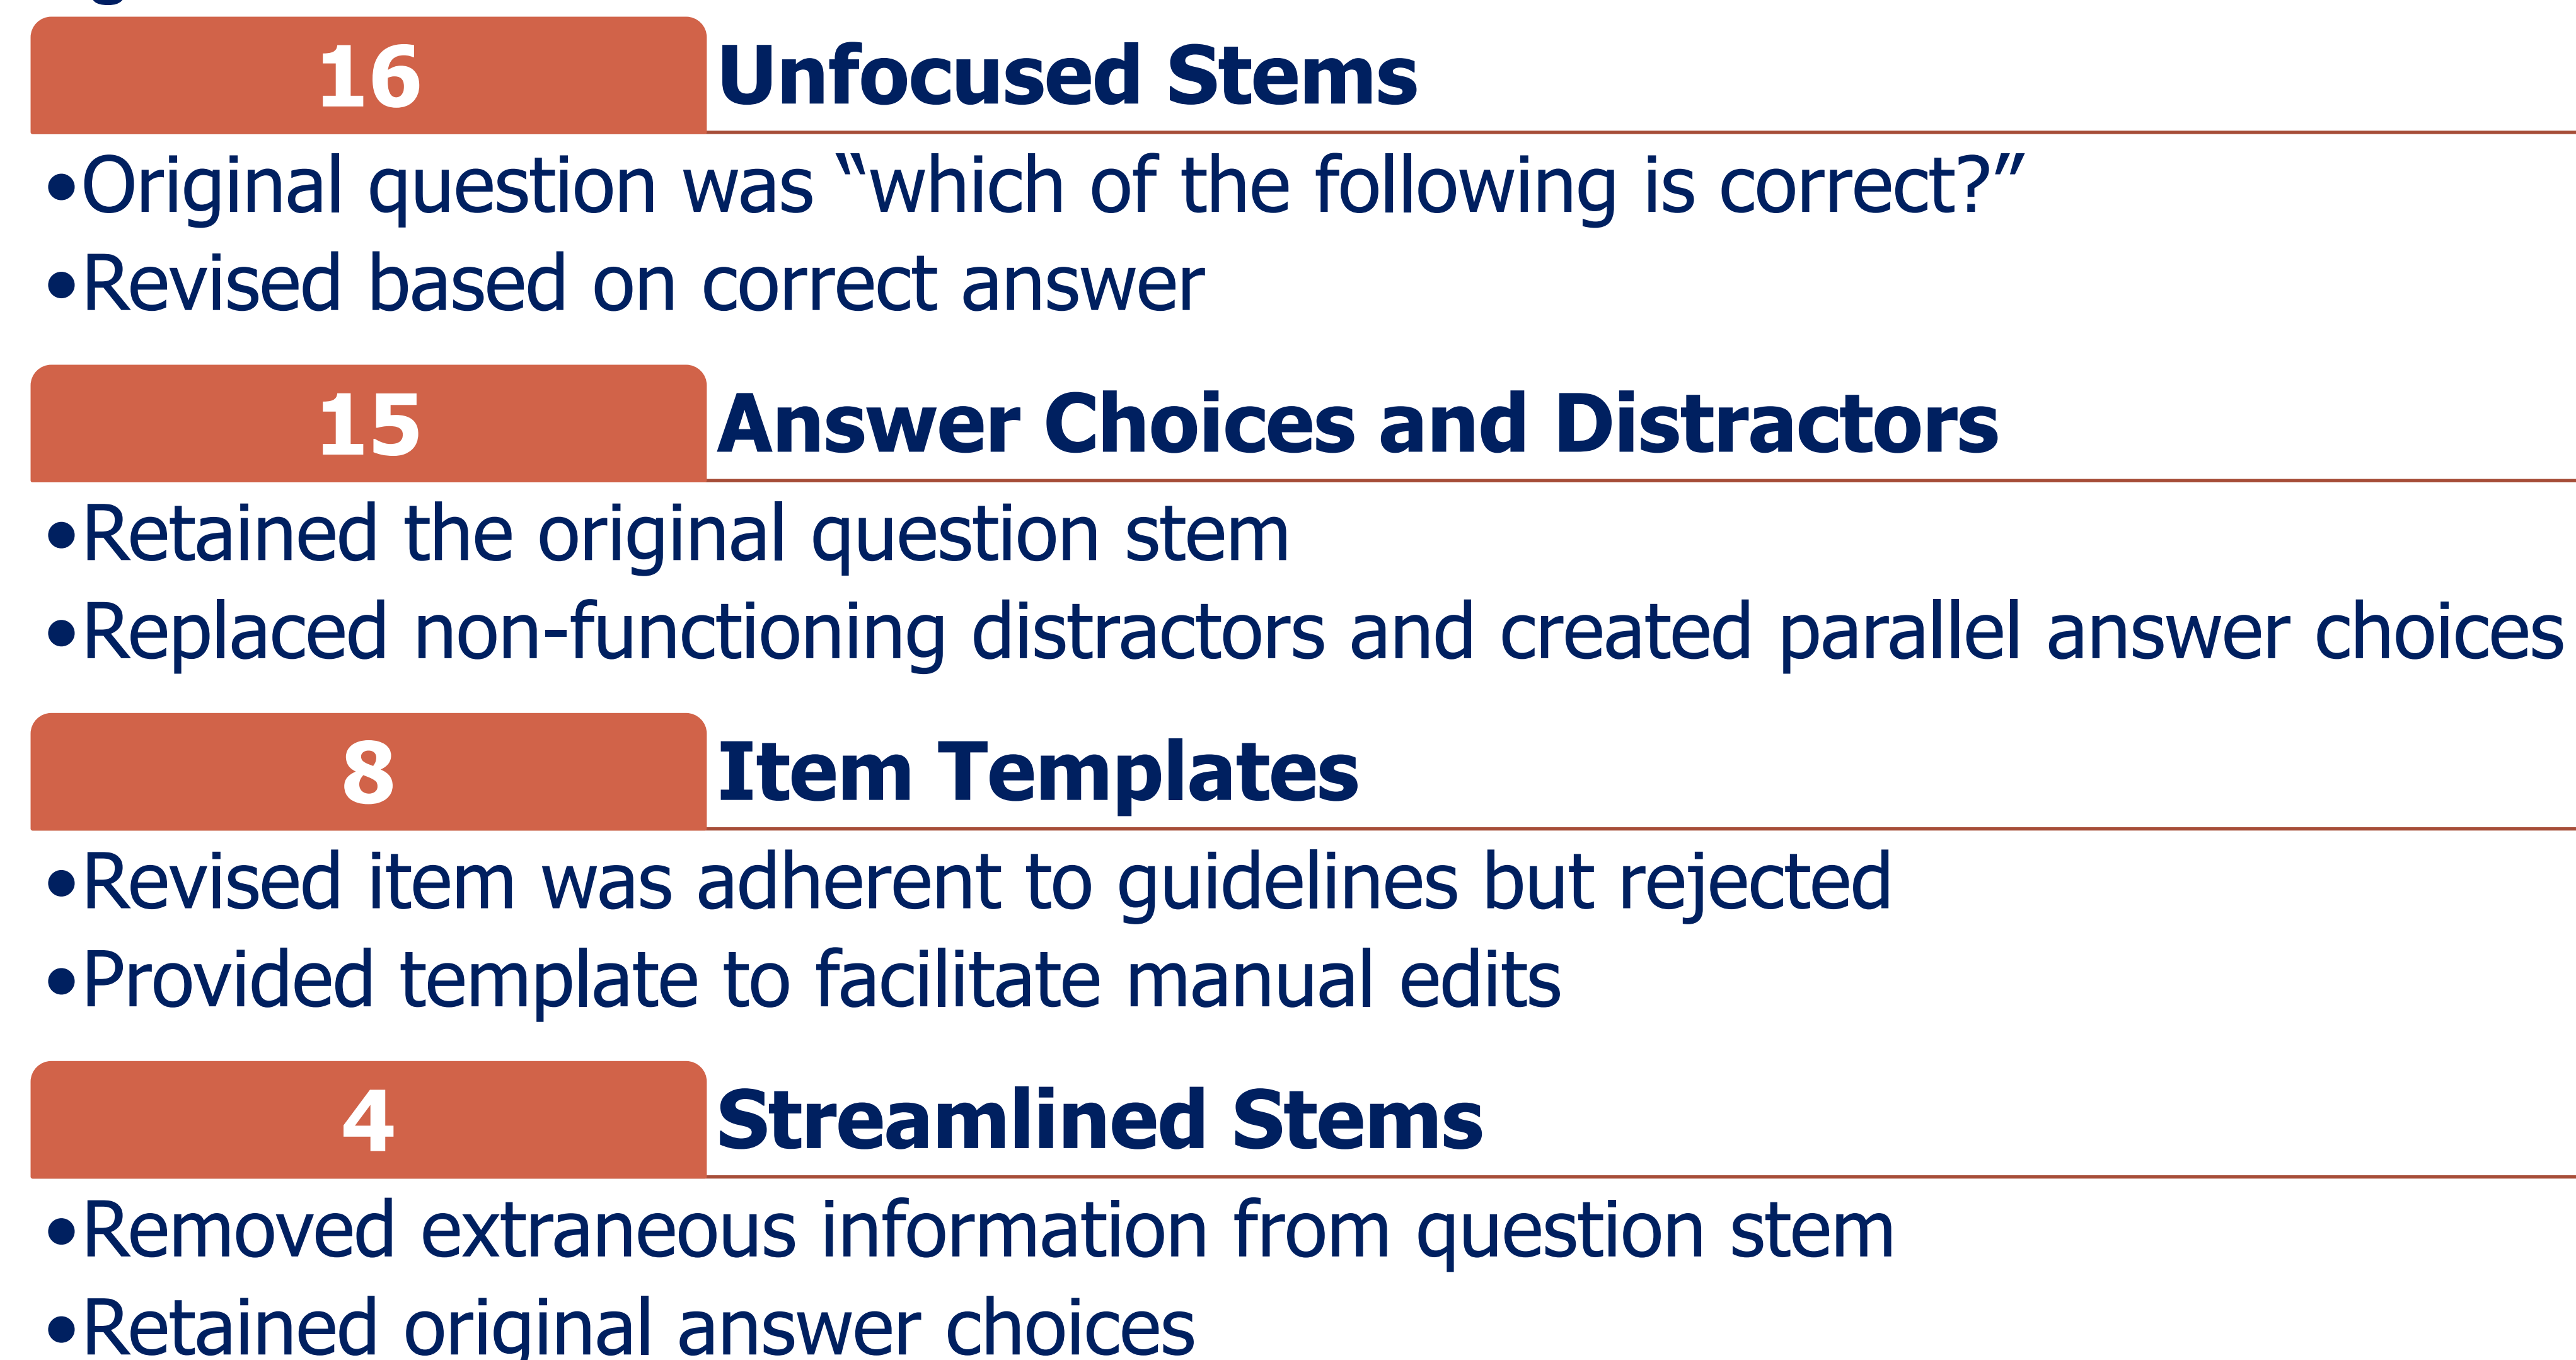 16 Unfocused Stems
•Original question was “which of the following is correct?”
•Revised based on correct answer
15 Answer Choices and Distractors
•Retained the original question stem
•Replaced non-functioning distractors and created parallel answer choices
8 Item Templates
•Revised item was adherent to guidelines but rejected
•Provided template to facilitate manual edits
4 Streamlined Stems
•Removed extraneous information from question stem
•Retained original answer choices